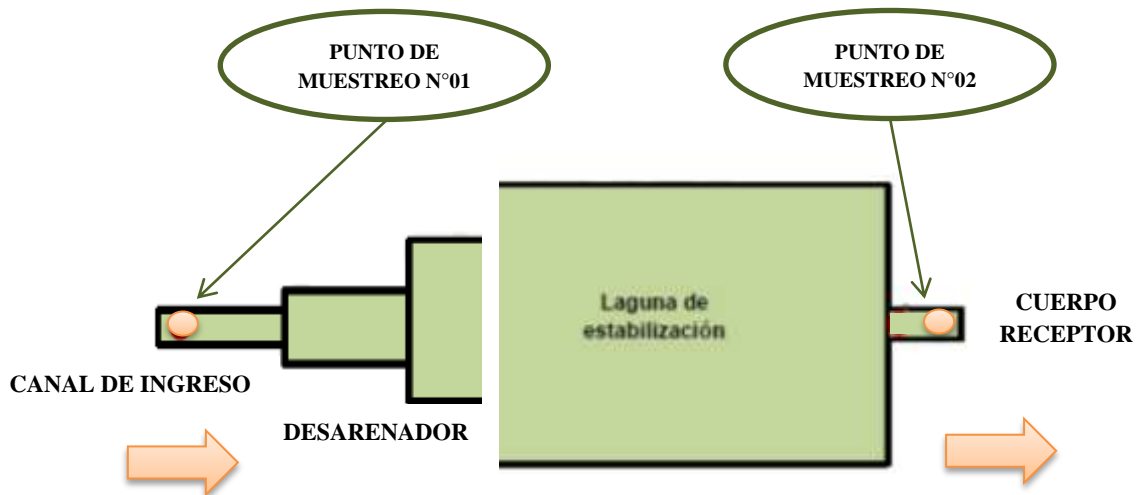 PUNTO DE
MUESTREO N°01
PUNTO DE
MUESTREO N°02
Laguna de
estabilización
CUERPO
RECEPTOR
CANAL DE INGRESO
DESARENADOR